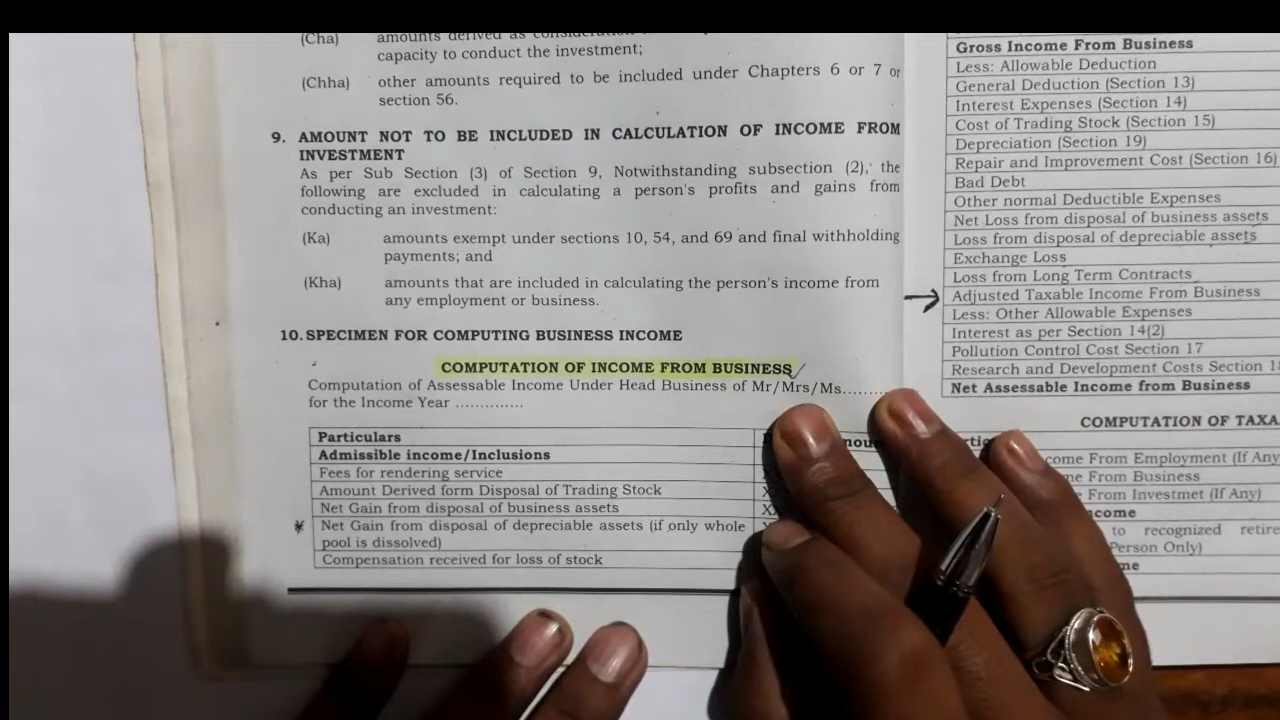 (Cha) amounts derived as consideration
capacity to conduct the investment;
(Chha) other amounts required to be included under Chapters 6 or 7 or
section 56.
9. AMOUNT NOT TO BE INCLUDED IN CALCULATION OF INCOME FROM
INVESTMENT
As per Sub Section (3) of Section 9, Notwithstanding subsection (2), the
following are excluded in calculating a person's profits and gains from
conducting an investment:
(Ka) amounts exempt under sections 10, 54, and 69 and final withholding
payments; and
(Kha) amounts that are included in calculating the person's income from
any employment or business.
10. SPECIMEN FOR COMPUTING BUSINESS INCOME
COMPUTATION OF INCOME FROM BUSINESS
Computation of Assessable Income Under Head Business of Mr/Mrs/Ms.........
for the Income Year ..............
Particulars
Admissible income/Inclusions
Fees for rendering service
Amount Derived form Disposal of Trading Stock
Net Gain from disposal of business assets
Net Gain from disposal of depreciable assets (if only whole
pool is dissolved)
Compensation received for loss of stock
Gross Income From Business
Less: Allowable Deduction
General Deduction (Section 13)
Interest Expenses (Section 14)
Cost of Trading Stock (Section 15)
Depreciation (Section 19)
Repair and Improvement Cost (Section 16)
Bad Debt
Other normal Deductible Expenses
Net Loss from disposal of business assets
Loss from disposal of depreciable assets
Exchange Loss
Loss from Long Term Contracts
Adjusted Taxable Income From Business
Less: Other Allowable Expenses
Interest as per Section 14(2)
Pollution Control Cost Section 17
Research and Development Costs Section
Net Assessable Income from Business
COMPUTATION OF
From Employment (If Any
From Business
From Investmet (If Any)
to recognized
Person Only)